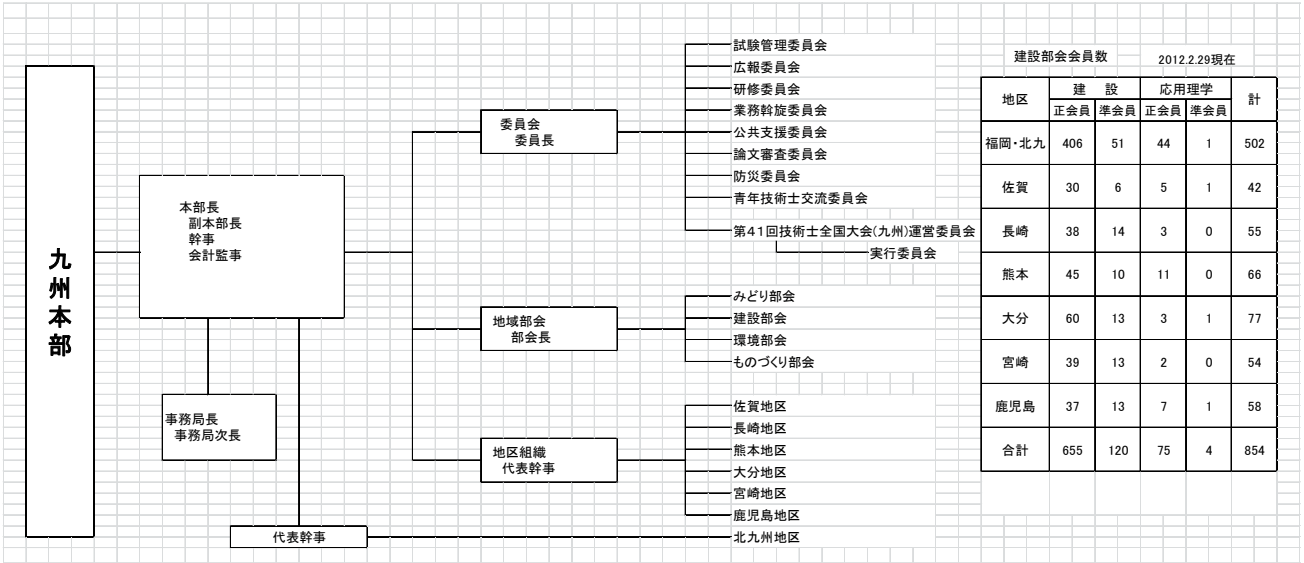 九州本部
本部長
副本部長
幹事
会計監事
事務局長
事務局次長
代表幹事
委員会
委員長
試験管理委員会
広報委員会
研修委員会
業務斡旋委員会
公共支援委員会
論文審査委員会
防災委員会
青年技術士交流委員会
第41回技術士全国大会(九州)運営委員会
実行委員会
地域部会
部会長
みどり部会
建設部会
環境部会
ものづくり部会
地区組織
代表幹事
佐賀地区
長崎地区
熊本地区
大分地区
宮崎地区
鹿児島地区
北九州地区
建設部会会員数 2012.2.29現在
地区 建 設 応用理学 計
正会員 準会員 正会員 準会員
福岡・北九 406 51 44 1 502
佐賀 30 6 5 1 42
長崎 38 14 3 0 55
熊本 45 10 11 0 66
大分 60 13 3 1 77
宮崎 39 13 2 0 54
鹿児島 37 13 7 1 58
合計 655 120 75 4 854